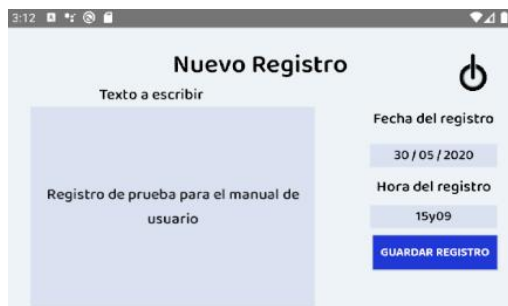 3:12
Nuevo Registro
Texto a escribir
Registro de prueba para el manual de
usuario
Fecha del registro
30 / 05 / 2020
Hora del registro
15y09
GUARDAR REGISTRO